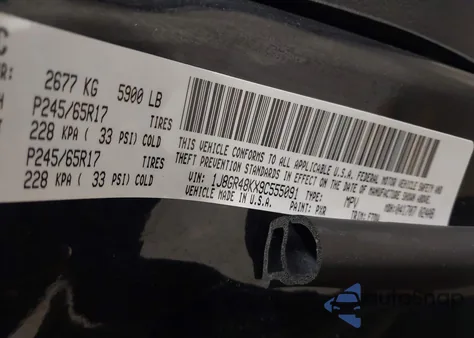 2677 KG 5900 LB
P245/65R17 TIRES
228 KPA ( 33 PSI) COLD
P245/65R17 TIRES
228 KPA ( 33 PSI) COLD
THIS VEHICLE CONFORMS TO ALL APPLICABLE U.S.A. FEDERAL MOTOR VEHICLE SAFETY AND
THEFT PREVENTION STANDARDS IN EFFECT ON THE DATE OF MANUFACTURE SHOWN ABOVE.
VIN: 1J8GR48KX9C555091 TYPE: MPV
VEHICLE MADE IN U.S.A. PAINT: PXR
AutoSnap